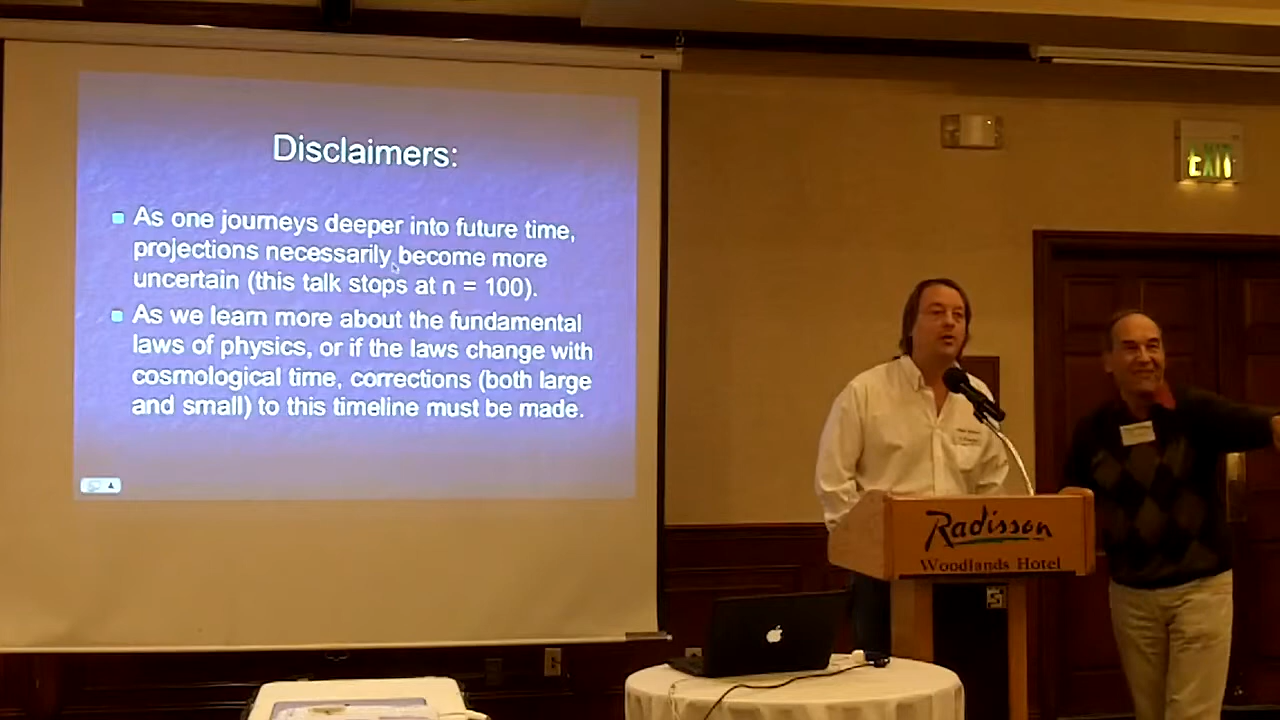 Disclaimers:
As one journeys deeper into future time,
projections necessarily become more
uncertain (this talk stops at n = 100).
As we learn more about the fundamental
laws of physics, or if the laws change with
cosmological time, corrections (both large
and small) to this timeline must be made.
EXIT
Radisson
Woodlands Hotel